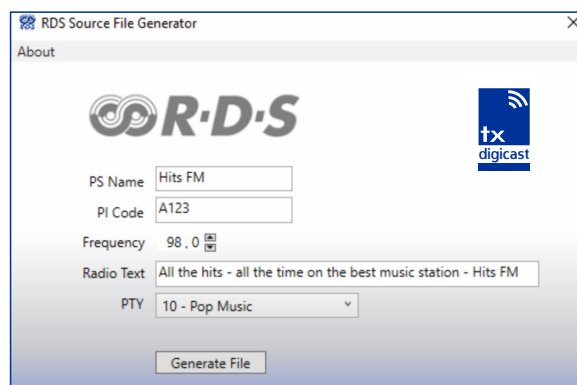 RDS Source File Generator
About
R·D·S
tx
digicast
PS Name Hits FM
PI Code A123
Frequency 98 . 0
Radio Text All the hits - all the time on the best music station - Hits FM
PTY 10 - Pop Music
Generate File